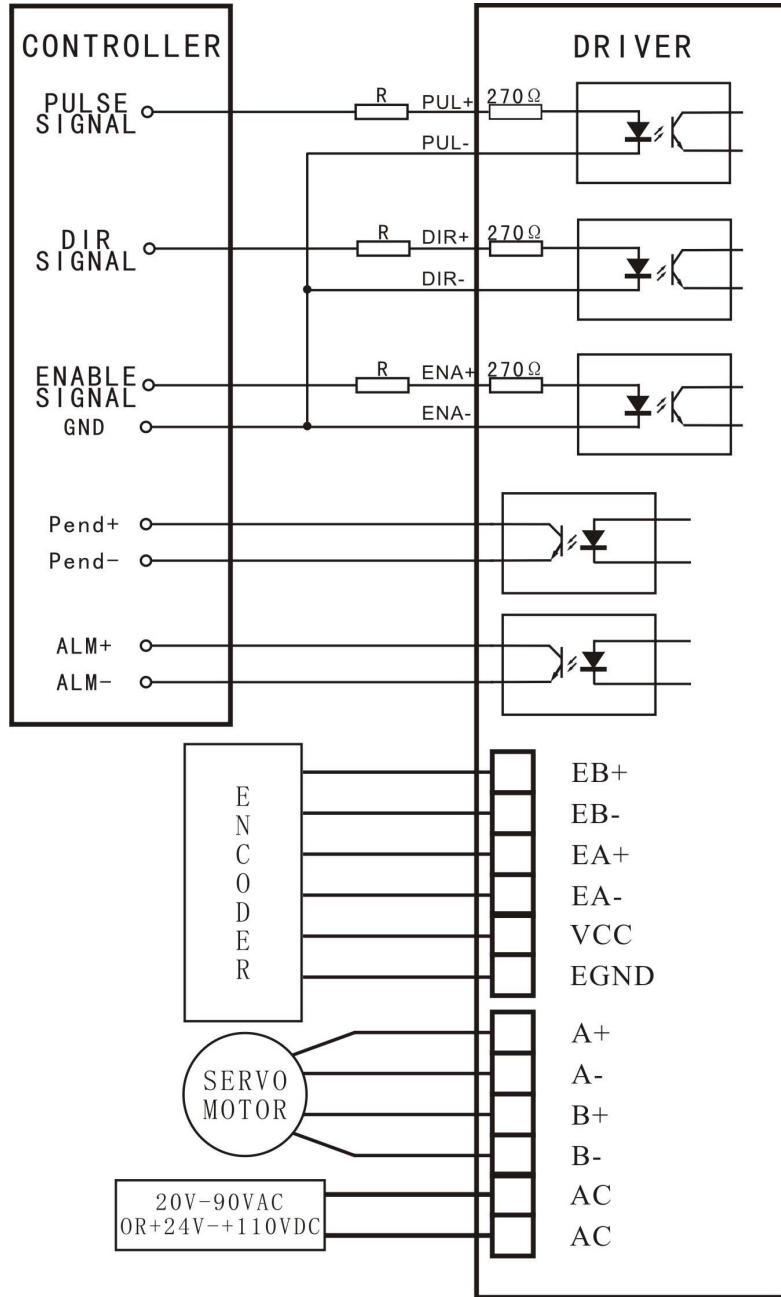 CONTROLLER
DRIVER
PULSE
SIGNAL
R
PUL+
270Ω
PUL-
DIR
SIGNAL
R
DIR+
270Ω
DIR-
ENABLE
SIGNAL
R
ENA+
270Ω
GND
ENA-
Pend+
Pend-
ALM+
ALM-
ENCODER
EB+
EB-
EA+
EA-
VCC
EGND
SERVO
MOTOR
A+
A-
B+
B-
20V-90VAC
OR+24V-+110VDC
AC
AC